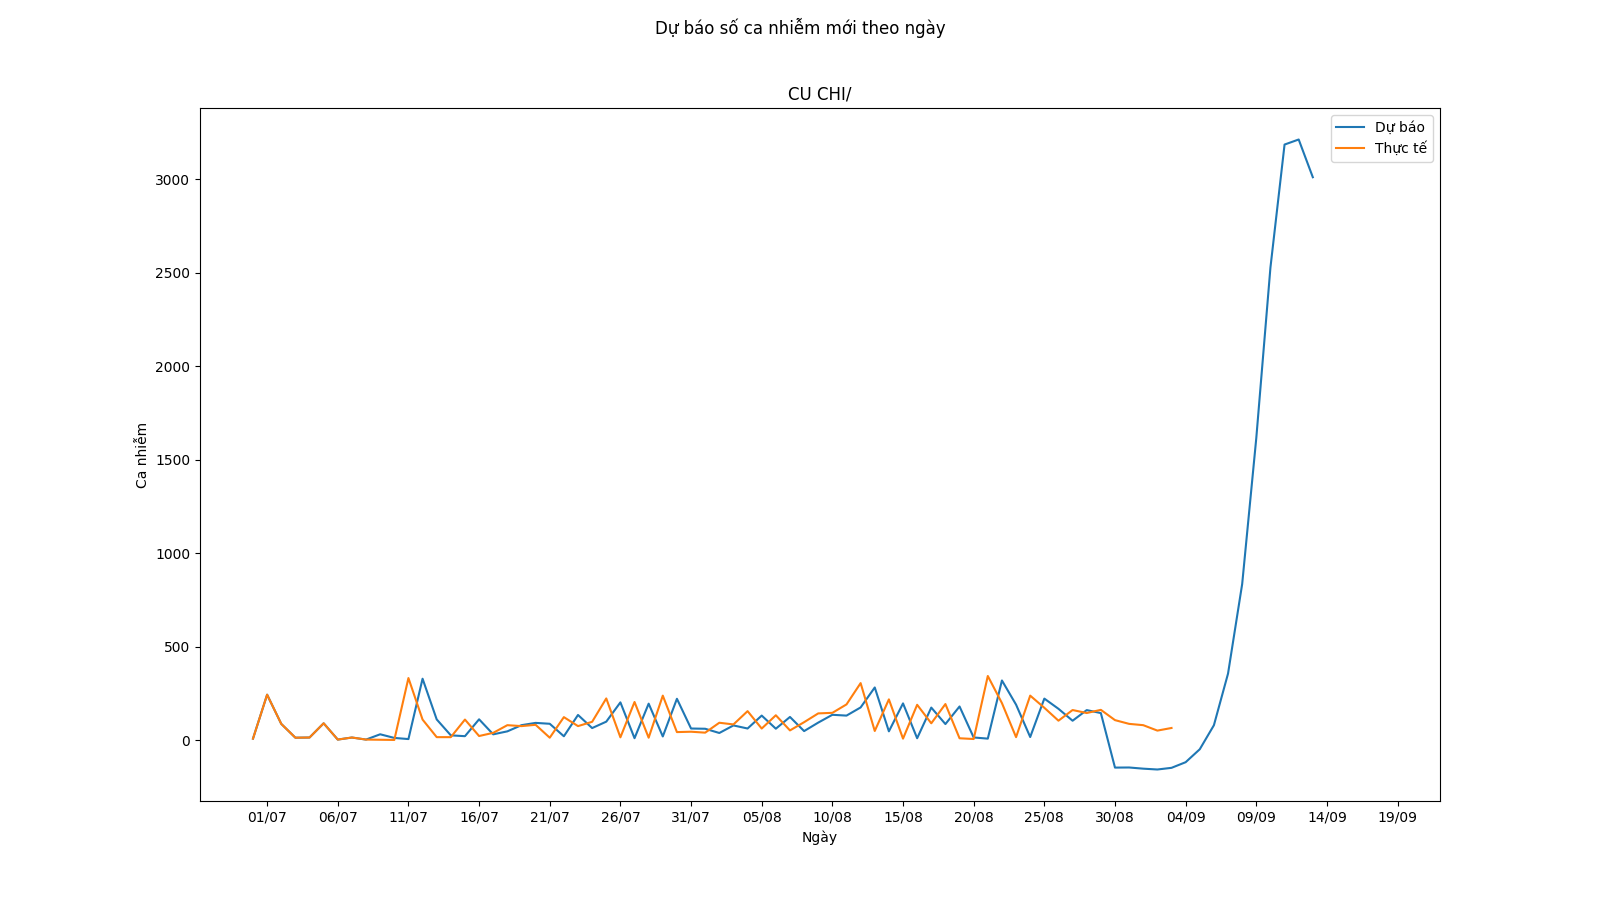 Dự báo số ca nhiễm mới theo ngày
CU CHI/
Dự báo
Thực tế
3000
2500
2000
1500
1000
500
0
Ca nhiễm
01/07 06/07 11/07 16/07 21/07 26/07 31/07 05/08 10/08 15/08 20/08 25/08 30/08 04/09 09/09 14/09 19/09
Ngày